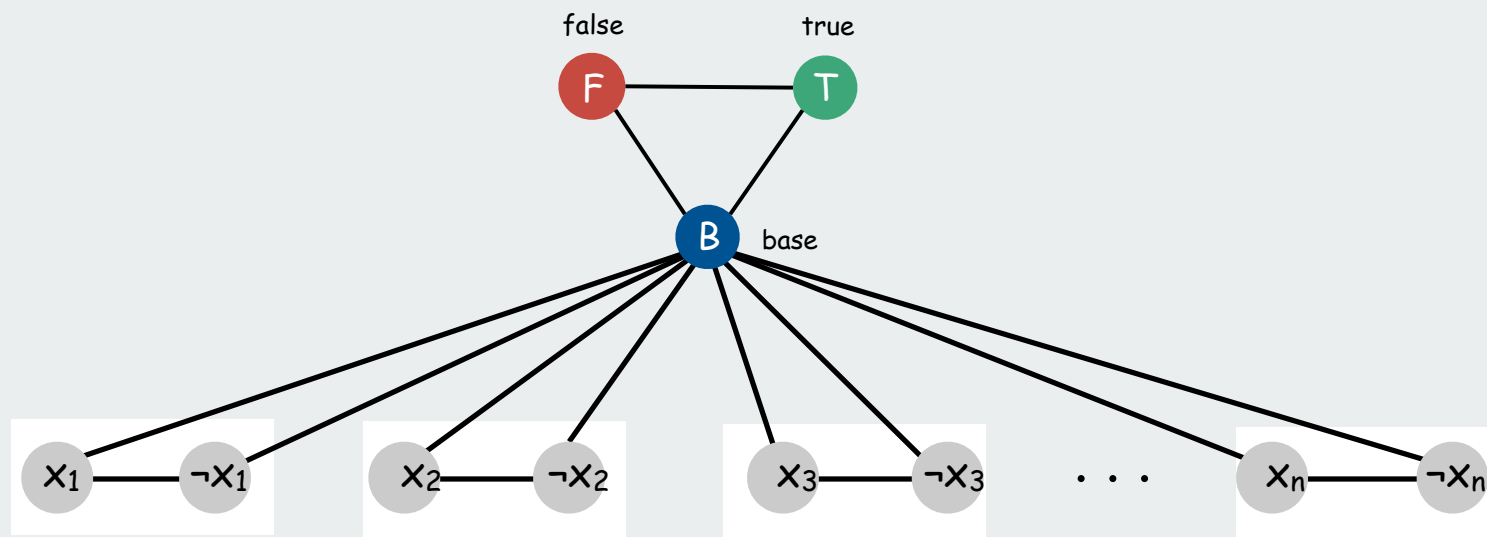 false true
F T
B base
x₁ ¬x₁ x₂ ¬x₂ x₃ ¬x₃ . . . xₙ ¬xₙ